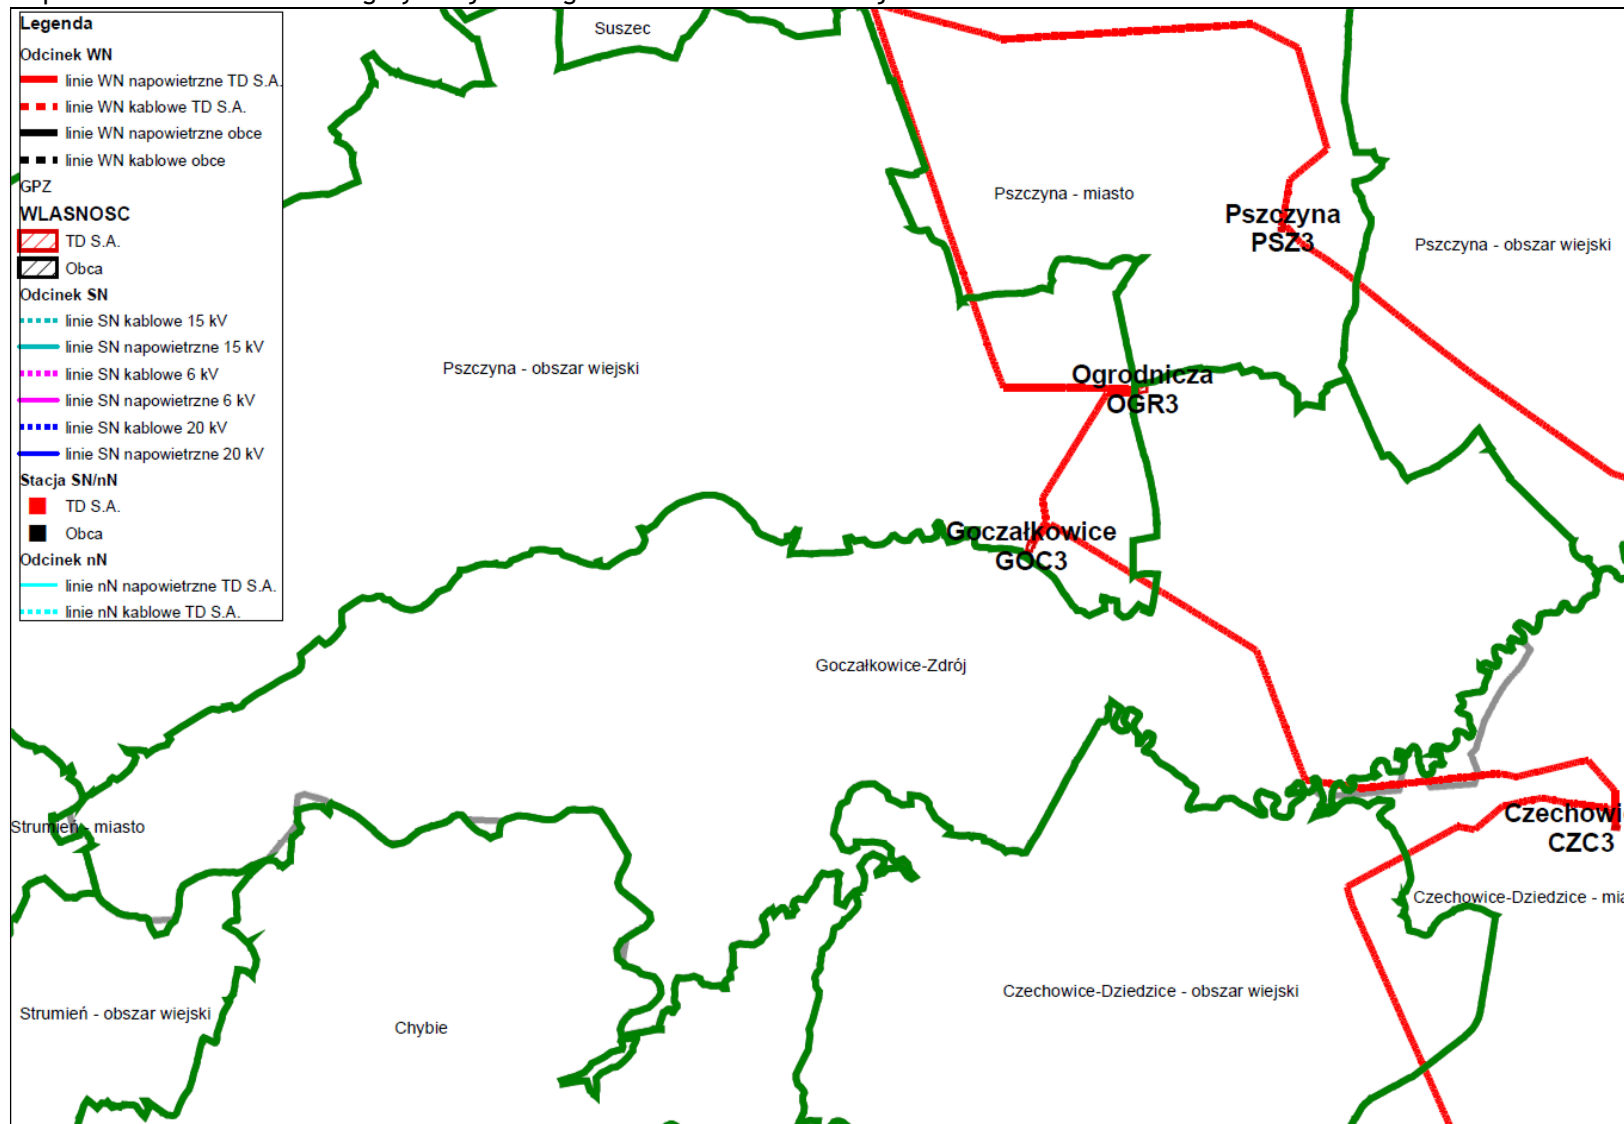 Legenda
Odcinek WN
linie WN napowietrzne TD S.A.
linie WN kablowe TD S.A.
linie WN napowietrzne obce
linie WN kablowe obce
GPZ
WLASNOSC
TD S.A.
Obca
Odcinek SN
linie SN kablowe 15 kV
linie SN napowietrzne 15 kV
linie SN kablowe 6 kV
linie SN napowietrzne 6 kV
linie SN kablowe 20 kV
linie SN napowietrzne 20 kV
Stacja SN/nN
TD S.A.
Obca
Odcinek nN
linie nN napowietrzne TD S.A.
linie nN kablowe TD S.A.
Suszec
Pszczyna - miasto
Pszczyna
PSZ3
Pszczyna - obszar wiejski
Pszczyna - obszar wiejski
Ogrodnicza
OGR3
Goczałkowice
GOC3
Goczałkowice-Zdrój
Strumień - miasto
Czechowi
CZC3
Czechowice-Dziedzice - mia
Czechowice-Dziedzice - obszar wiejski
Strumień - obszar wiejski
Chybie